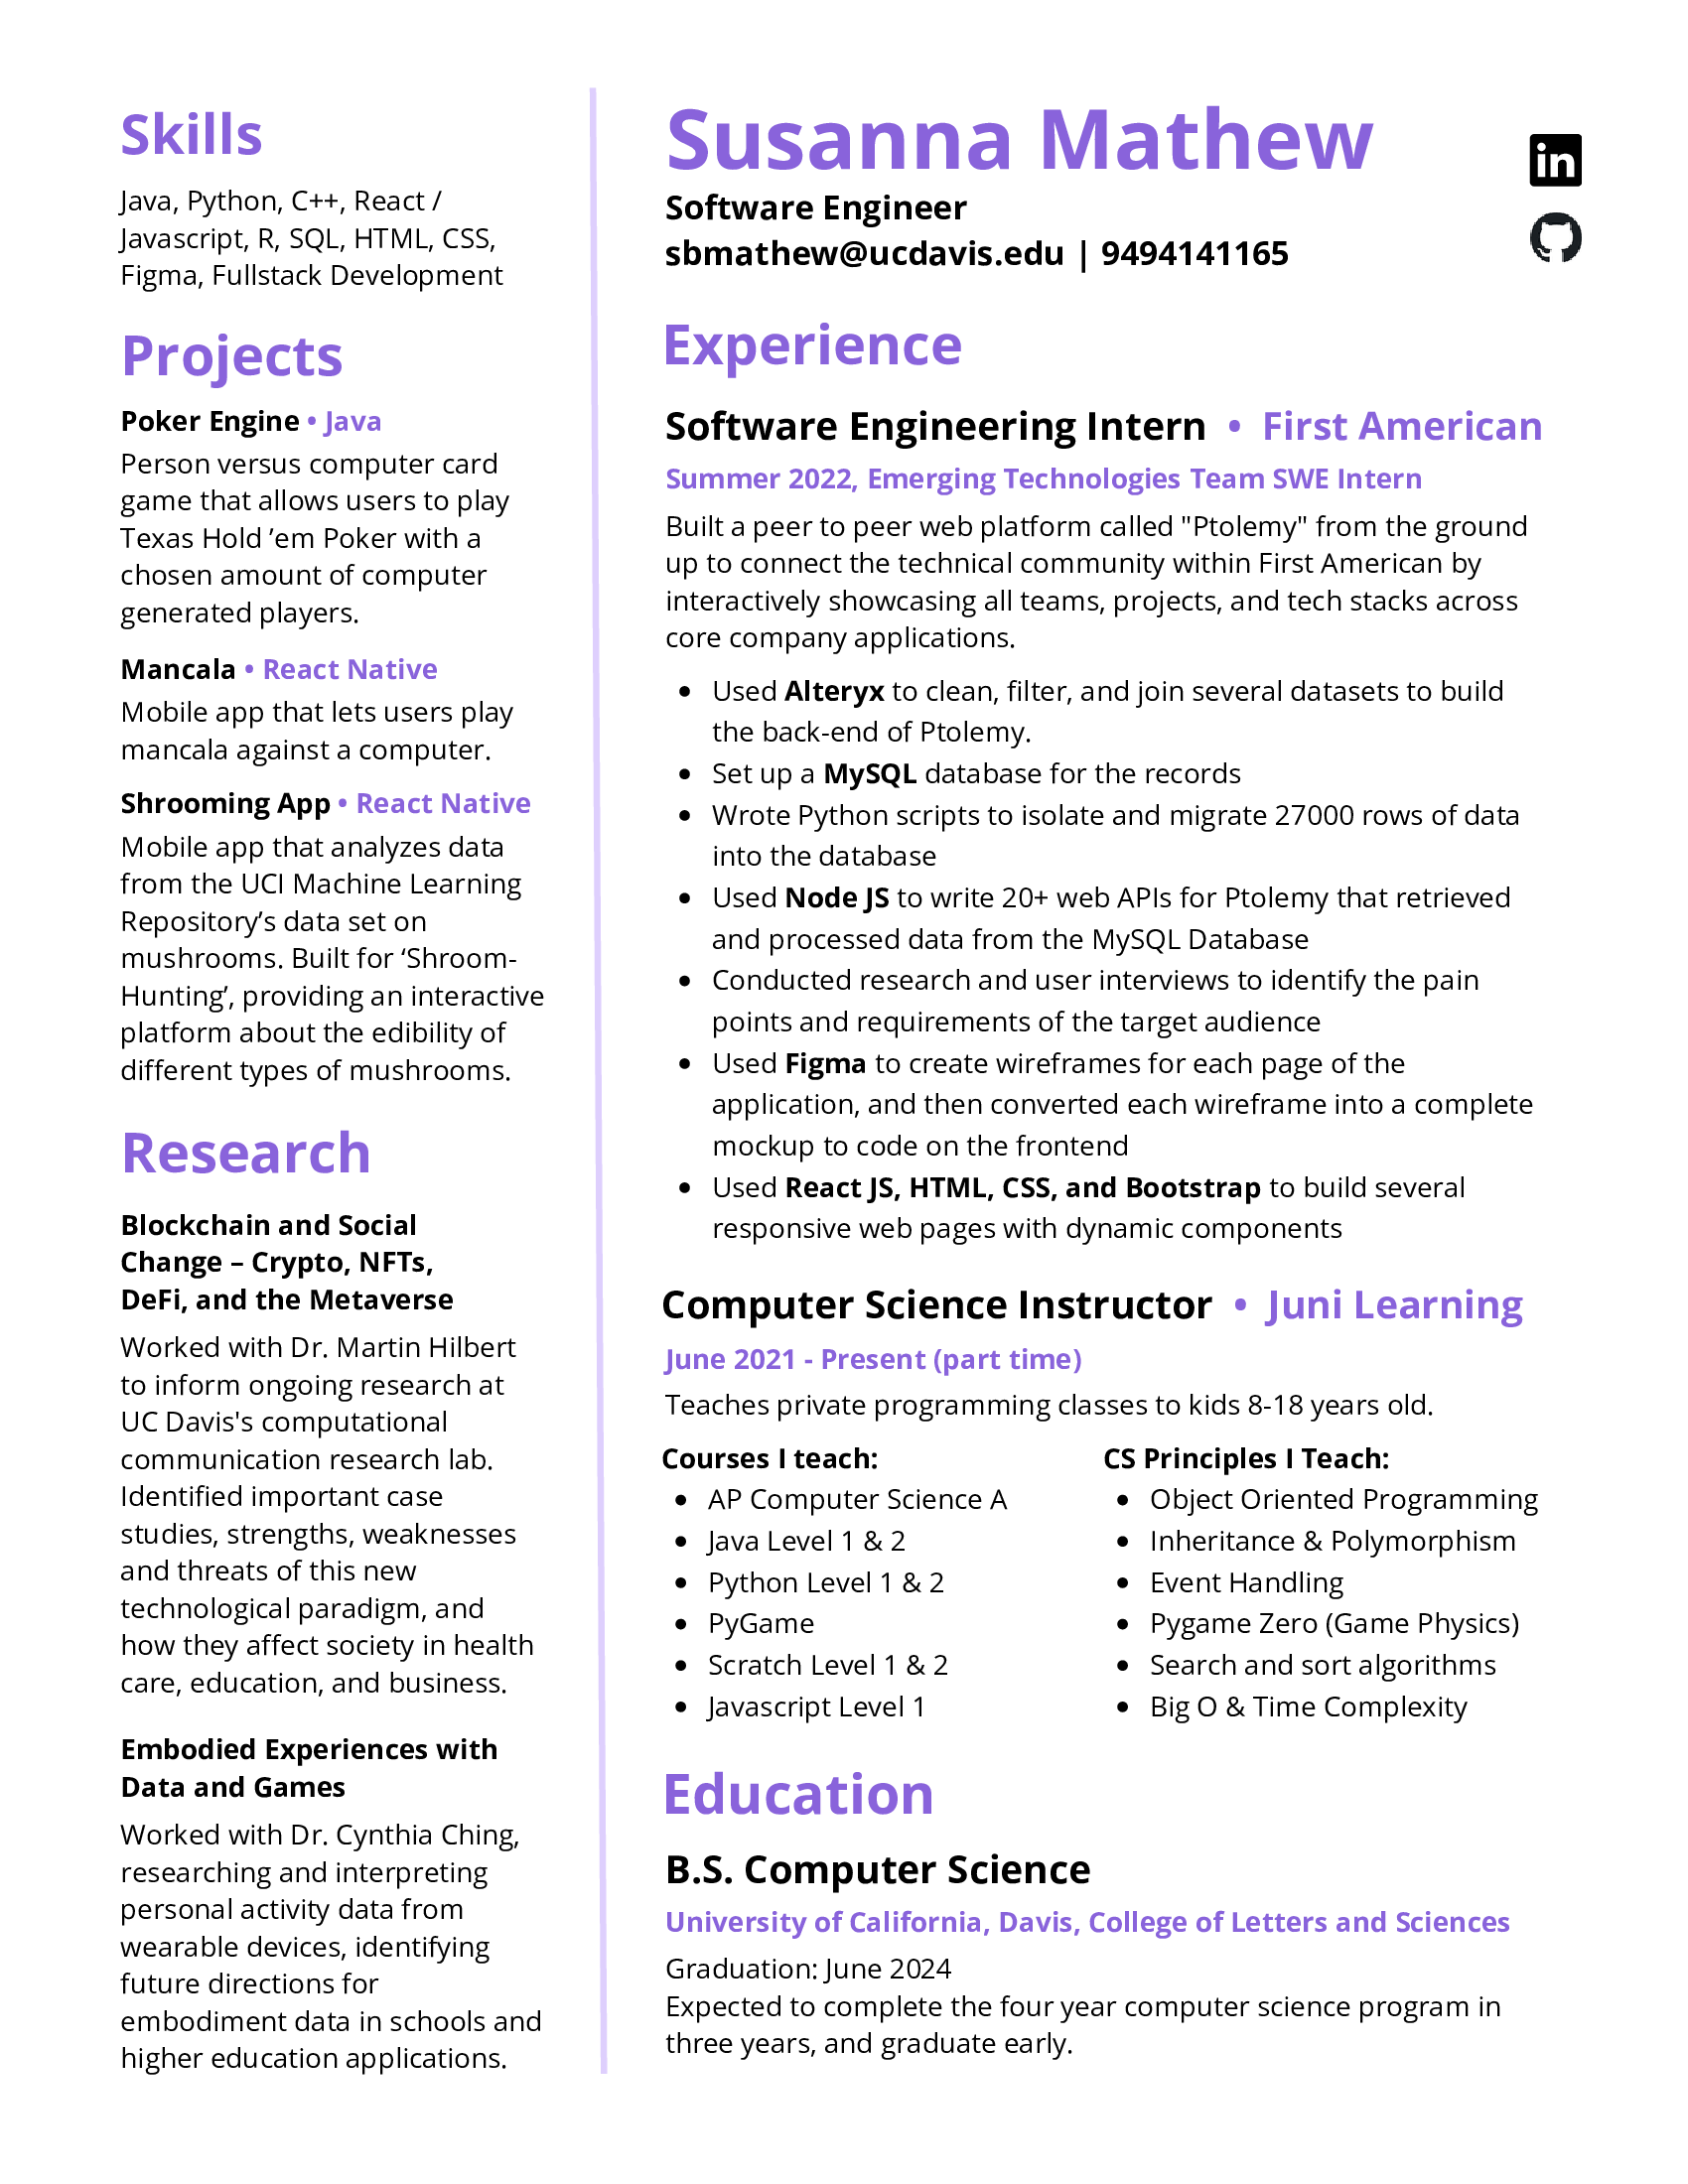 Skills
Java, Python, C++, React /
Javascript, R, SQL, HTML, CSS,
Figma, Fullstack Development
Projects
Poker Engine • Java
Person versus computer card
game that allows users to play
Texas Hold ’em Poker with a
chosen amount of computer
generated players.
Mancala • React Native
Mobile app that lets users play
mancala against a computer.
Shrooming App • React Native
Mobile app that analyzes data
from the UCI Machine Learning
Repository’s data set on
mushrooms. Built for ‘Shroom-
Hunting’, providing an interactive
platform about the edibility of
different types of mushrooms.
Research
Blockchain and Social
Change – Crypto, NFTs,
DeFi, and the Metaverse
Worked with Dr. Martin Hilbert
to inform ongoing research at
UC Davis's computational
communication research lab.
Identified important case
studies, strengths, weaknesses
and threats of this new
technological paradigm, and
how they affect society in health
care, education, and business.
Embodied Experiences with
Data and Games
Worked with Dr. Cynthia Ching,
researching and interpreting
personal activity data from
wearable devices, identifying
future directions for
embodiment data in schools and
higher education applications.
Susanna Mathew
Software Engineer
sbmathew@ucdavis.edu | 9494141165
in
Experience
Software Engineering Intern • First American
Summer 2022, Emerging Technologies Team SWE Intern
Built a peer to peer web platform called "Ptolemy" from the ground
up to connect the technical community within First American by
interactively showcasing all teams, projects, and tech stacks across
core company applications.
• Used Alteryx to clean, filter, and join several datasets to build
the back-end of Ptolemy.
• Set up a MySQL database for the records
• Wrote Python scripts to isolate and migrate 27000 rows of data
into the database
• Used Node JS to write 20+ web APIs for Ptolemy that retrieved
and processed data from the MySQL Database
• Conducted research and user interviews to identify the pain
points and requirements of the target audience
• Used Figma to create wireframes for each page of the
application, and then converted each wireframe into a complete
mockup to code on the frontend
• Used React JS, HTML, CSS, and Bootstrap to build several
responsive web pages with dynamic components
Computer Science Instructor • Juni Learning
June 2021 - Present (part time)
Teaches private programming classes to kids 8-18 years old.
Courses I teach:
• AP Computer Science A
• Java Level 1 & 2
• Python Level 1 & 2
• PyGame
• Scratch Level 1 & 2
• Javascript Level 1
CS Principles I Teach:
• Object Oriented Programming
• Inheritance & Polymorphism
• Event Handling
• Pygame Zero (Game Physics)
• Search and sort algorithms
• Big O & Time Complexity
Education
B.S. Computer Science
University of California, Davis, College of Letters and Sciences
Graduation: June 2024
Expected to complete the four year computer science program in
three years, and graduate early.